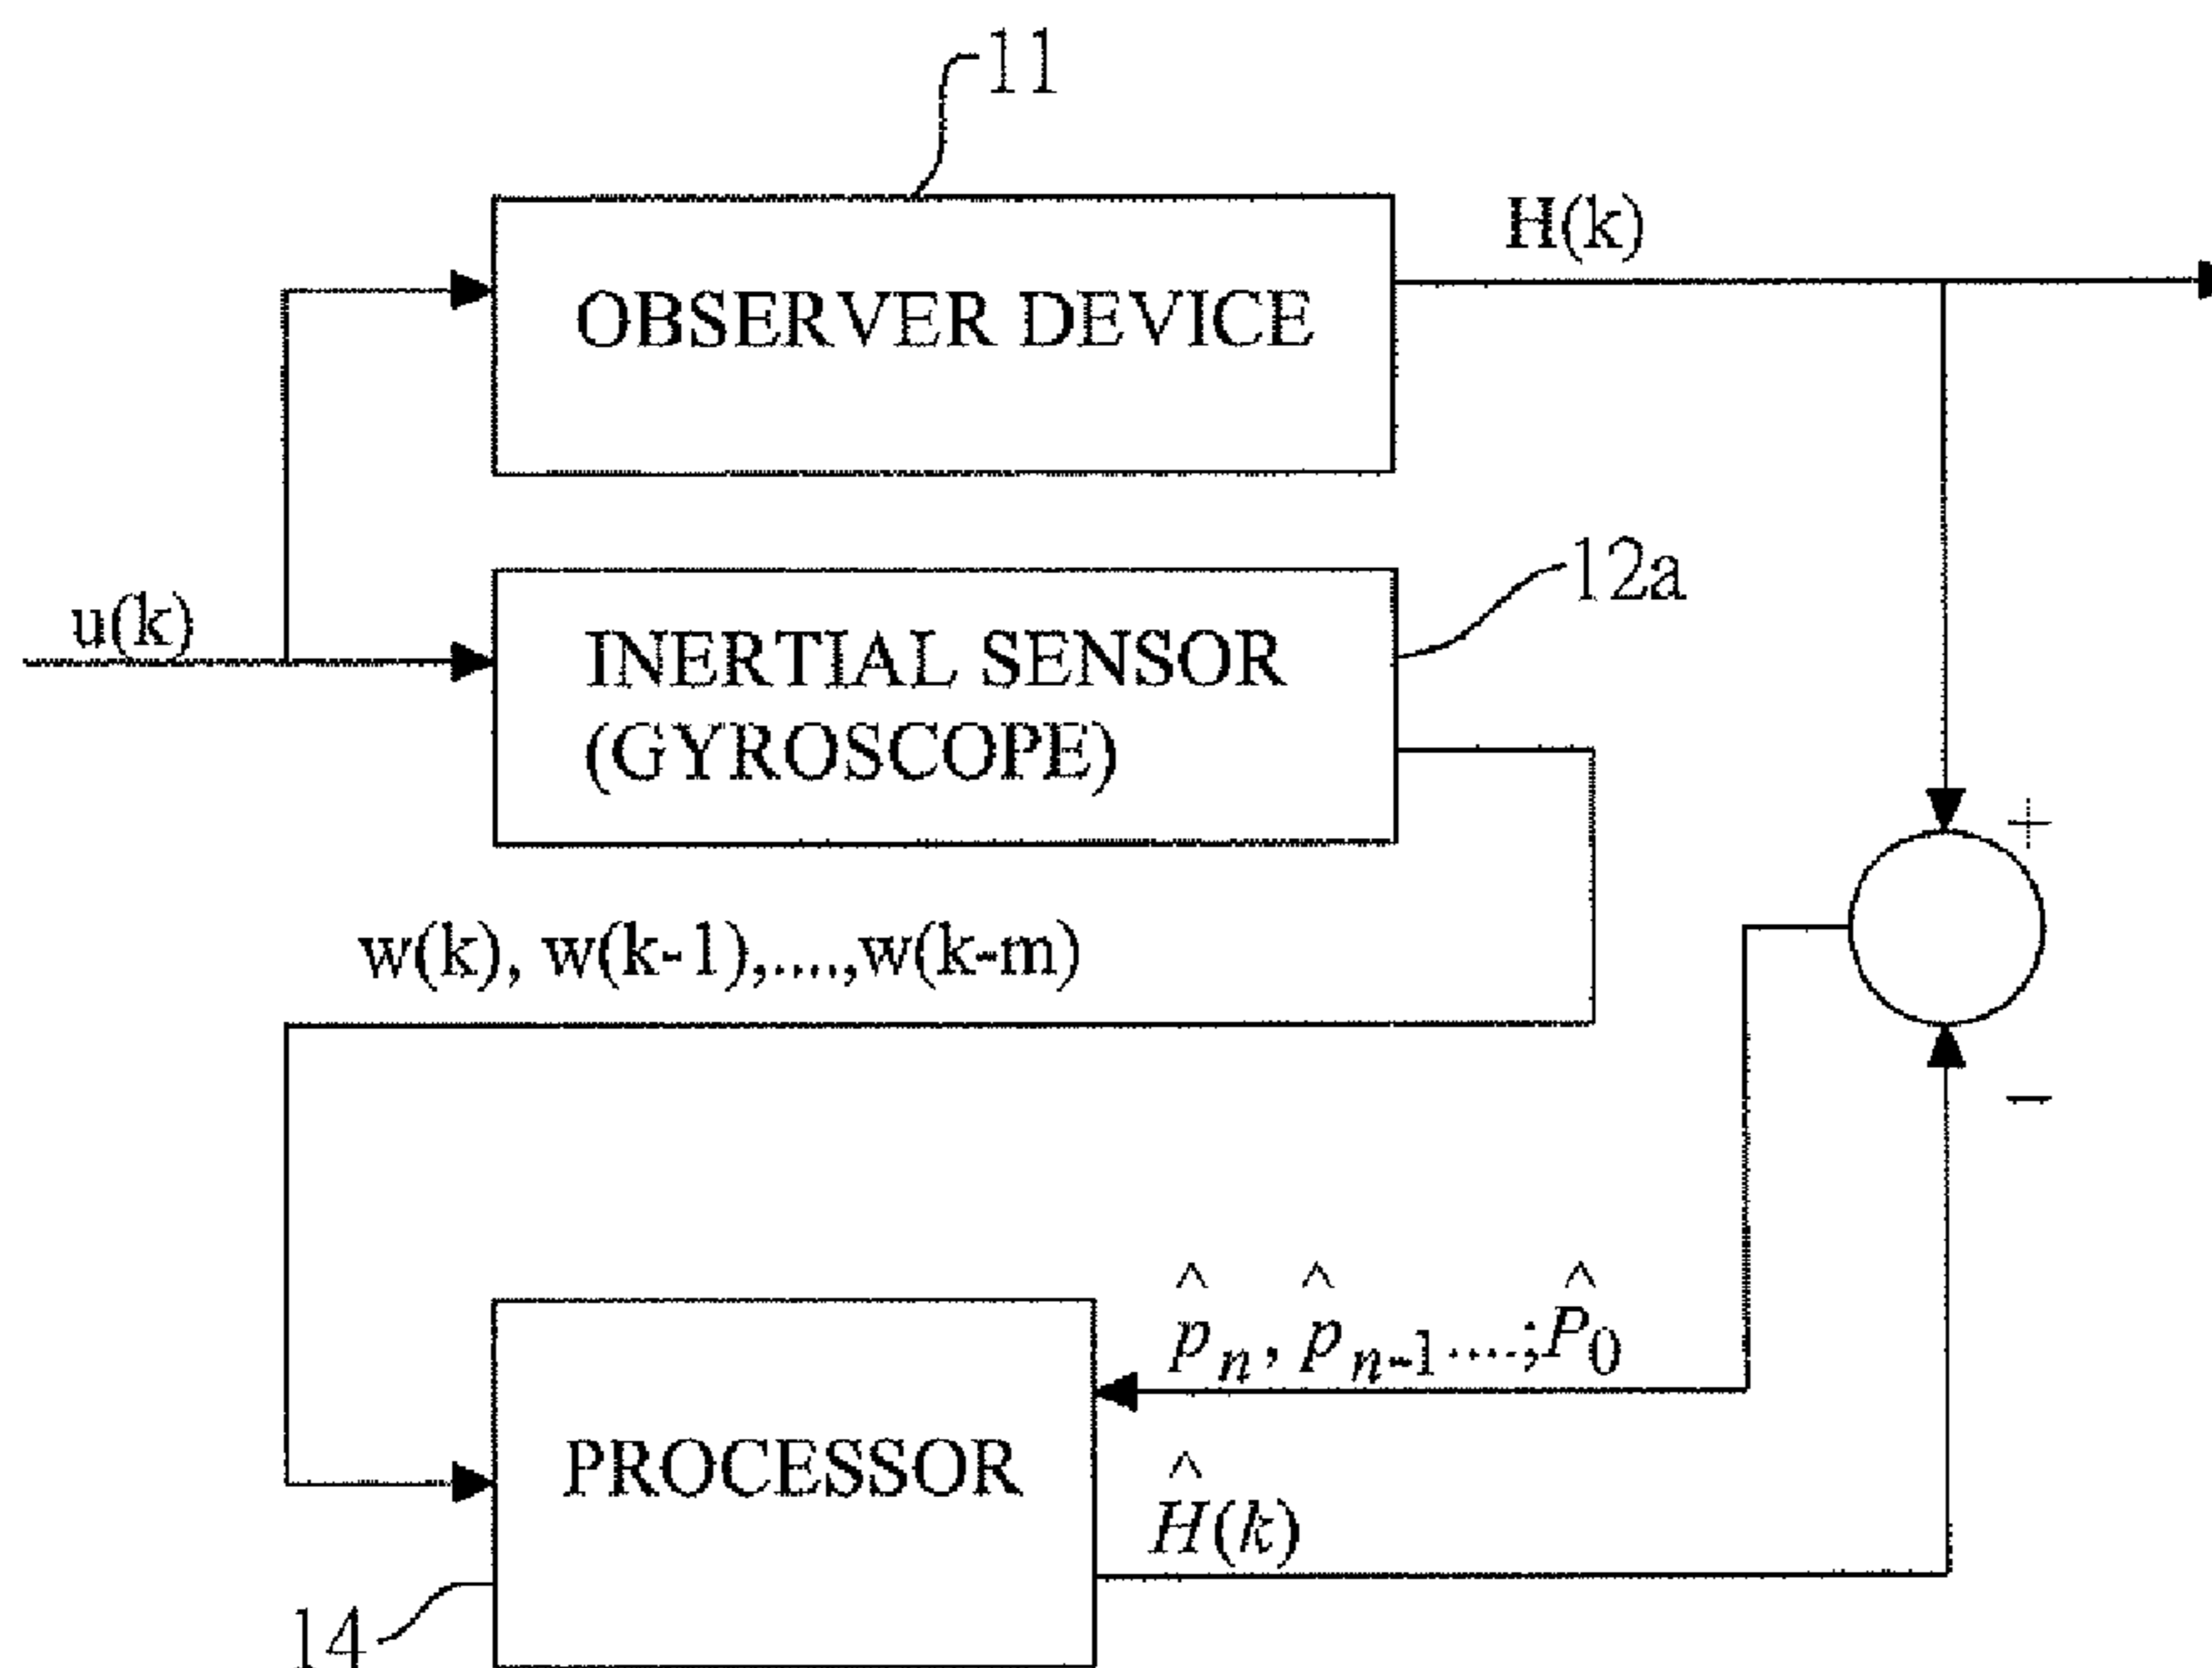 11
H(k)
OBSERVER DEVICE
12a
u(k)
INERTIAL SENSOR
(GYROSCOPE)
+
w(k), w(k-1),....,w(k-m)
−
p̂ₙ, p̂ₙ₋₁....;P̂₀
PROCESSOR
Ĥ(k)
14